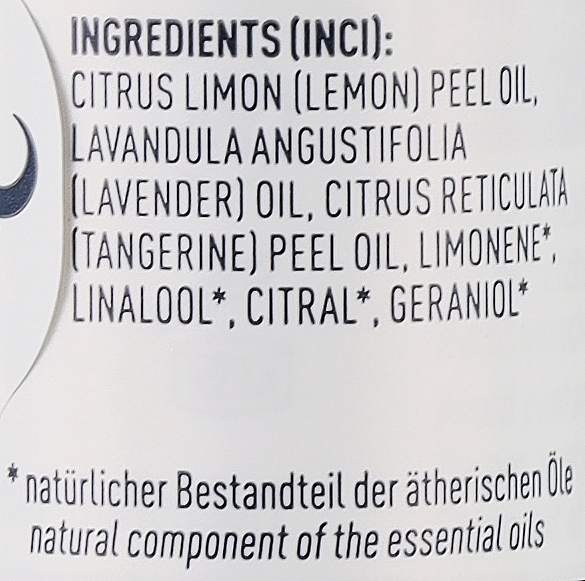 INGREDIENTS (INCI):
CITRUS LIMON (LEMON) PEEL OIL,
LAVANDULA ANGUSTIFOLIA
(LAVENDER) OIL, CITRUS RETICULATA
(TANGERINE) PEEL OIL, LIMONENE*,
LINALOOL*, CITRAL*, GERANIOL*
* natürlicher Bestandteil der ätherischen Öle
natural component of the essential oils